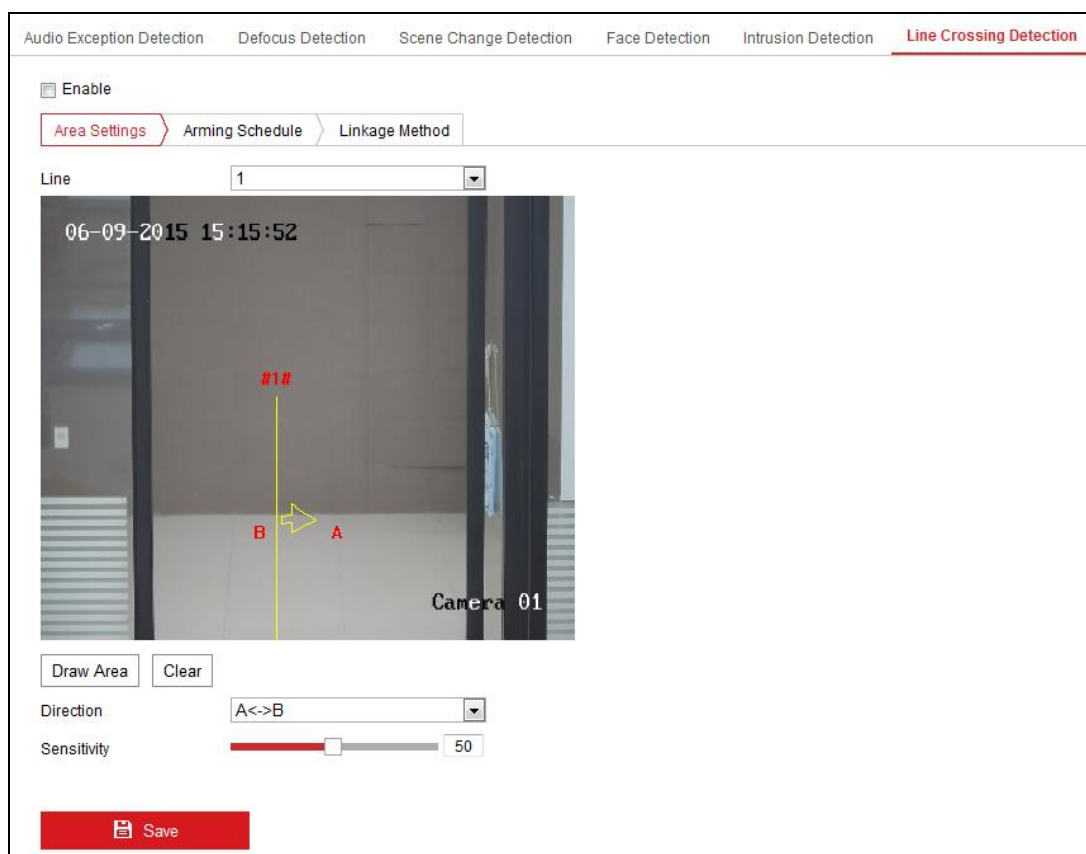 Audio Exception Detection Defocus Detection Scene Change Detection Face Detection Intrusion Detection Line Crossing Detection
Enable
Area Settings Arming Schedule Linkage Method
Line 1
06-09-2015 15:15:52
#1#
B A
Camera 01
Draw Area Clear
Direction A<->B
Sensitivity 50
Save